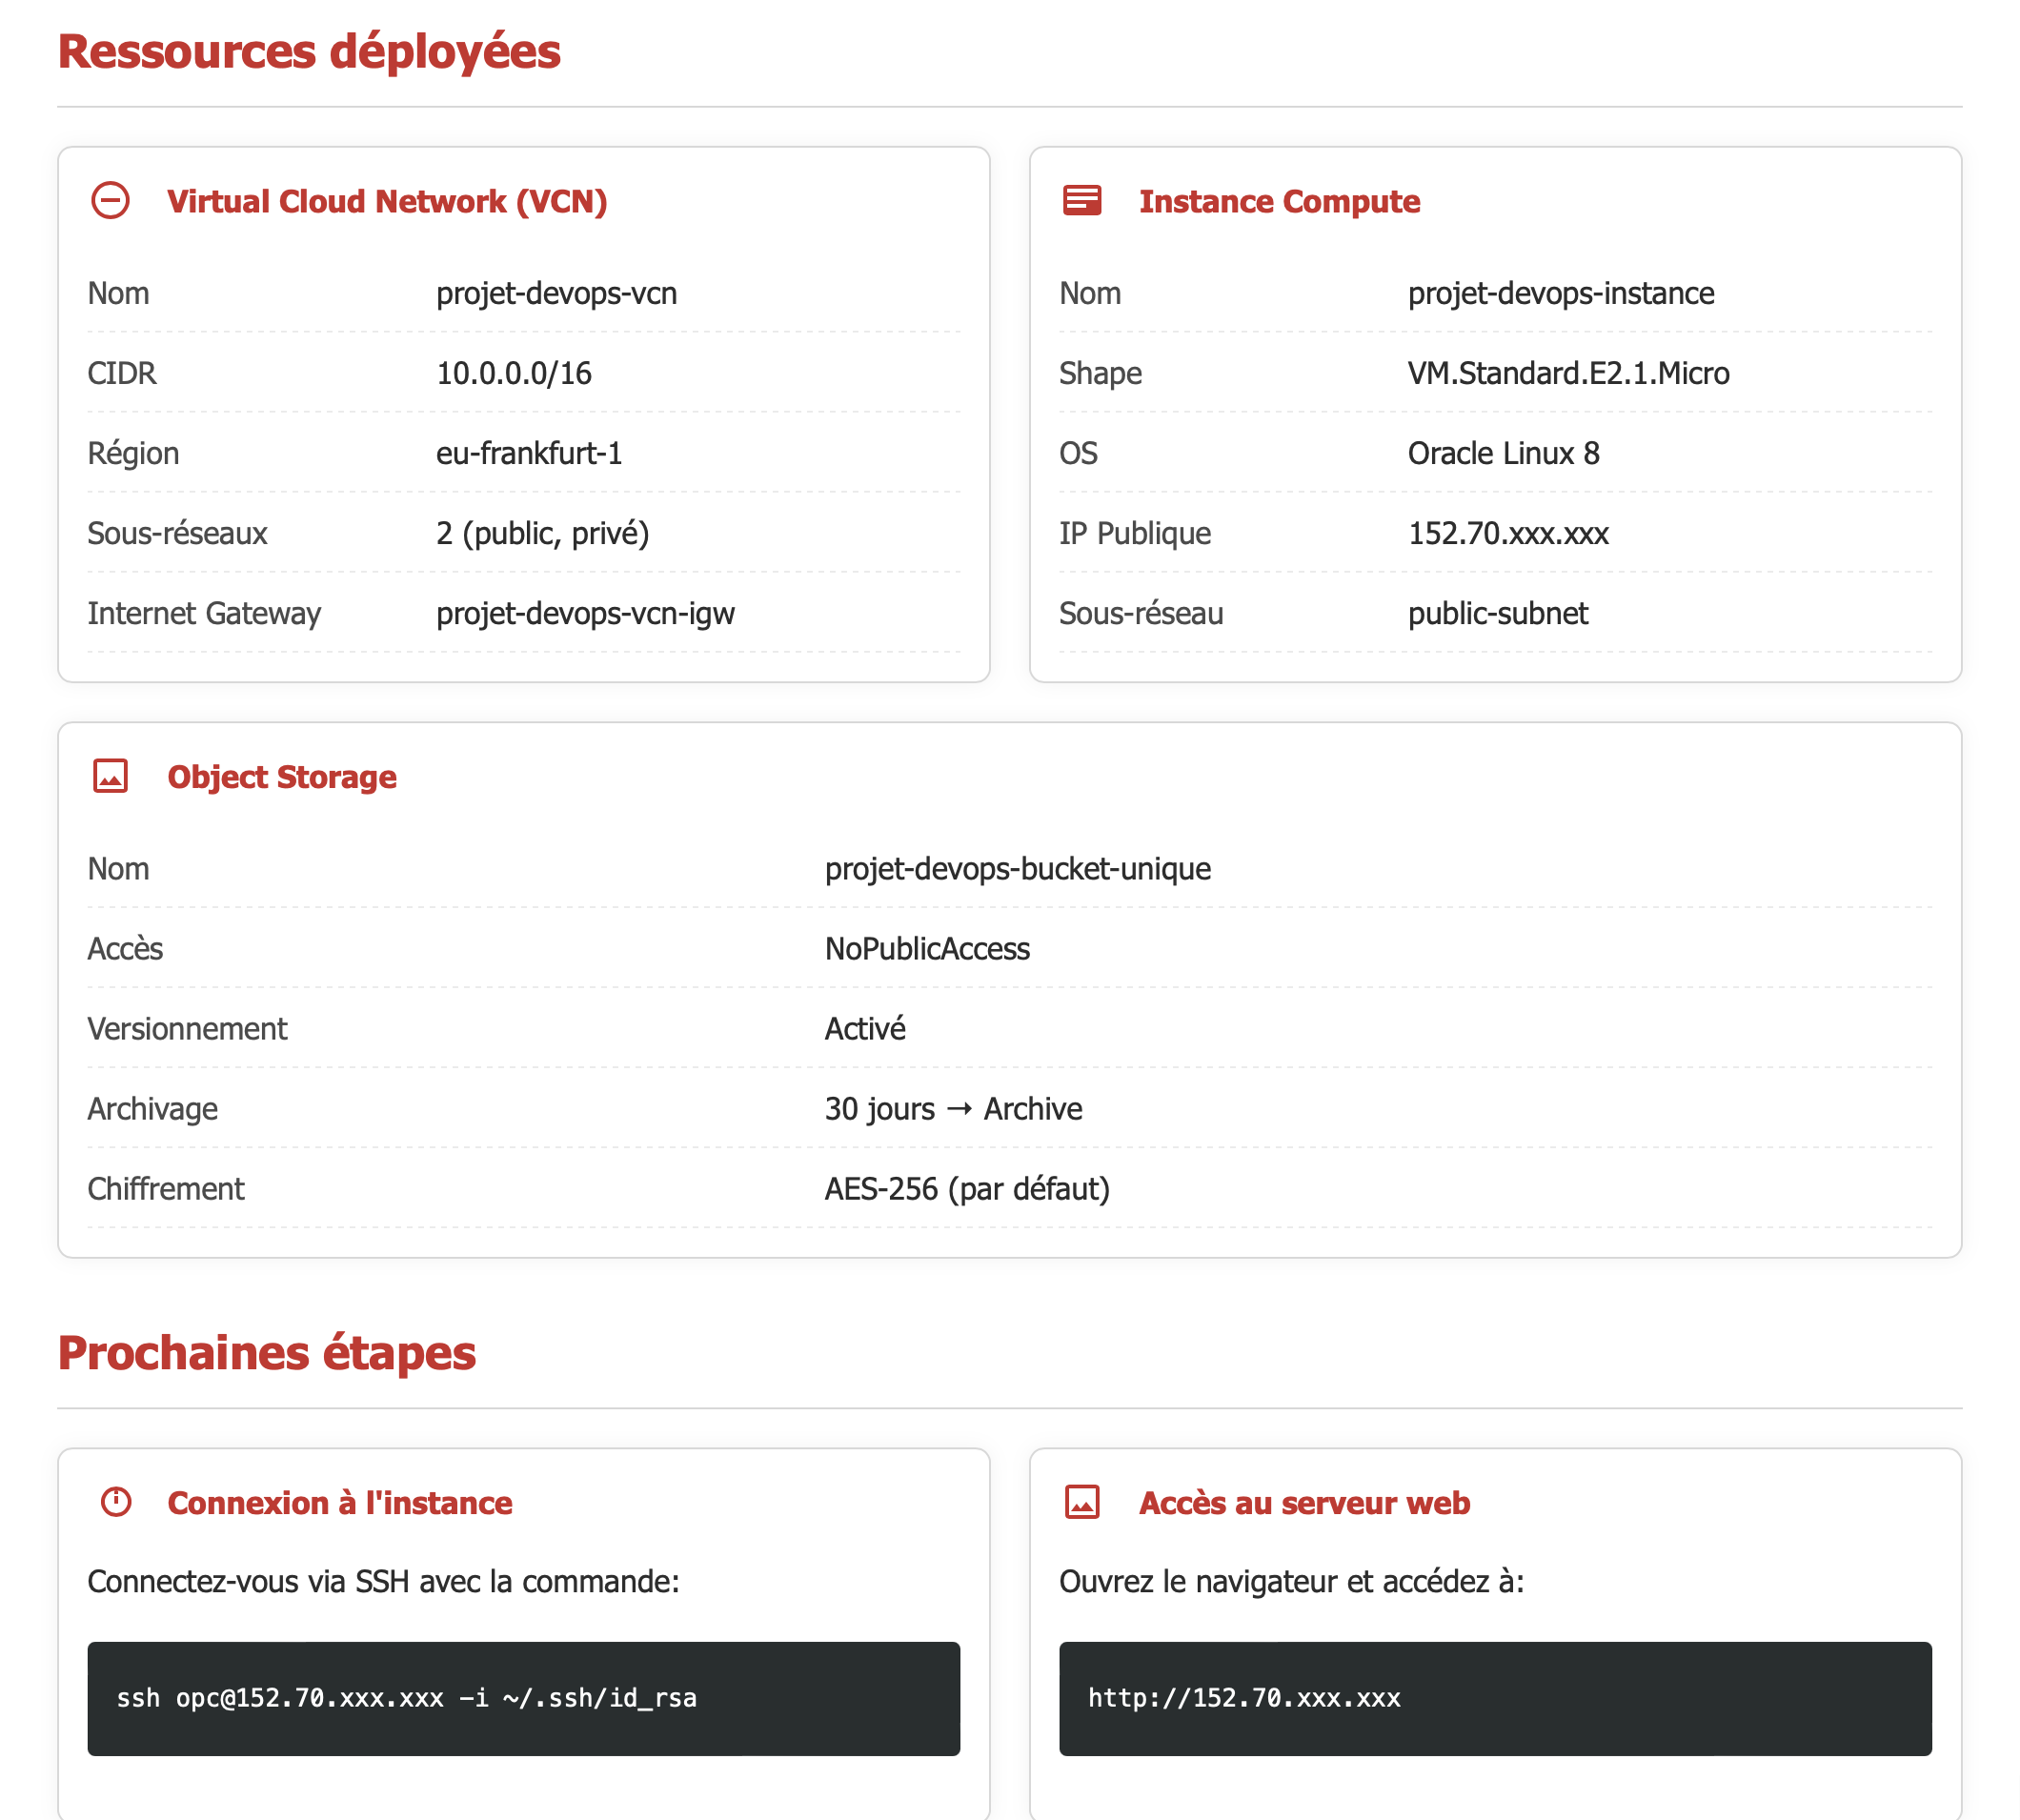 Ressources déployées
Virtual Cloud Network (VCN)
Nom projet-devops-vcn
CIDR 10.0.0.0/16
Région eu-frankfurt-1
Sous-réseaux 2 (public, privé)
Internet Gateway projet-devops-vcn-igw
Instance Compute
Nom projet-devops-instance
Shape VM.Standard.E2.1.Micro
OS Oracle Linux 8
IP Publique 152.70.xxx.xxx
Sous-réseau public-subnet
Object Storage
Nom projet-devops-bucket-unique
Accès NoPublicAccess
Versionnement Activé
Archivage 30 jours → Archive
Chiffrement AES-256 (par défaut)
Prochaines étapes
Connexion à l'instance
Connectez-vous via SSH avec la commande:
ssh opc@152.70.xxx.xxx -i ~/.ssh/id_rsa
Accès au serveur web
Ouvrez le navigateur et accédez à:
http://152.70.xxx.xxx